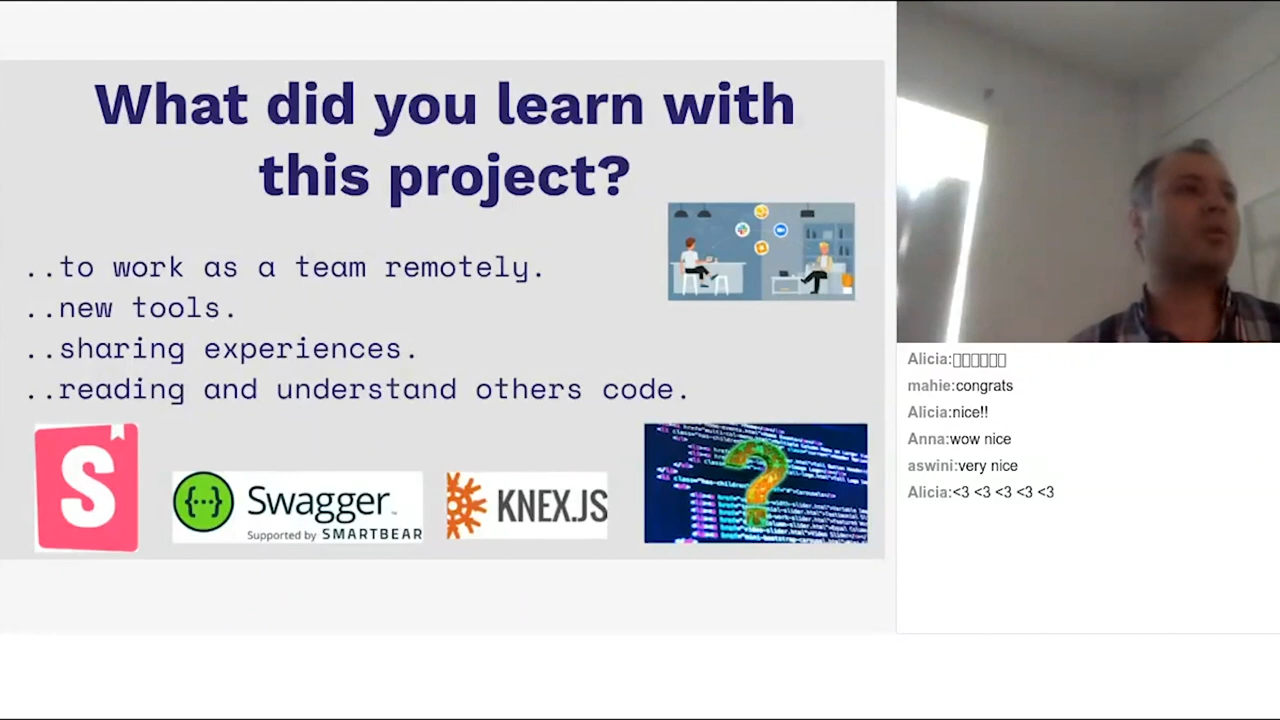 What did you learn with
this project?
..to work as a team remotely.
..new tools.
..sharing experiences.
..reading and understand others code.
S
{···} Swagger
Supported by SMARTBEAR
KNEX.JS
?
Alicia:
mahie:congrats
Alicia:nice!!
Anna:wow nice
aswini:very nice
Alicia:<3 <3 <3 <3 <3